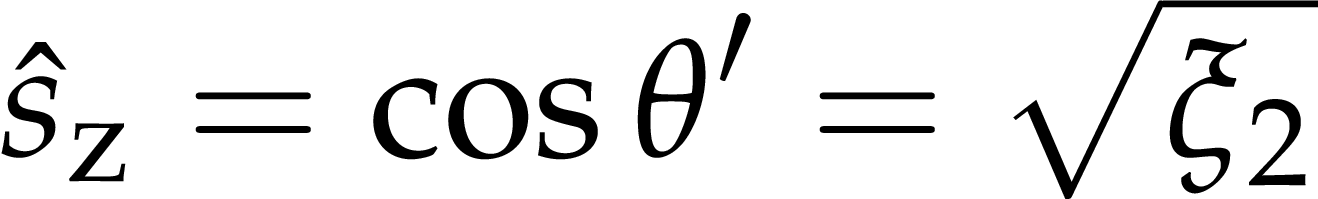 ŝ_z = cos θ′ = √ξ₂